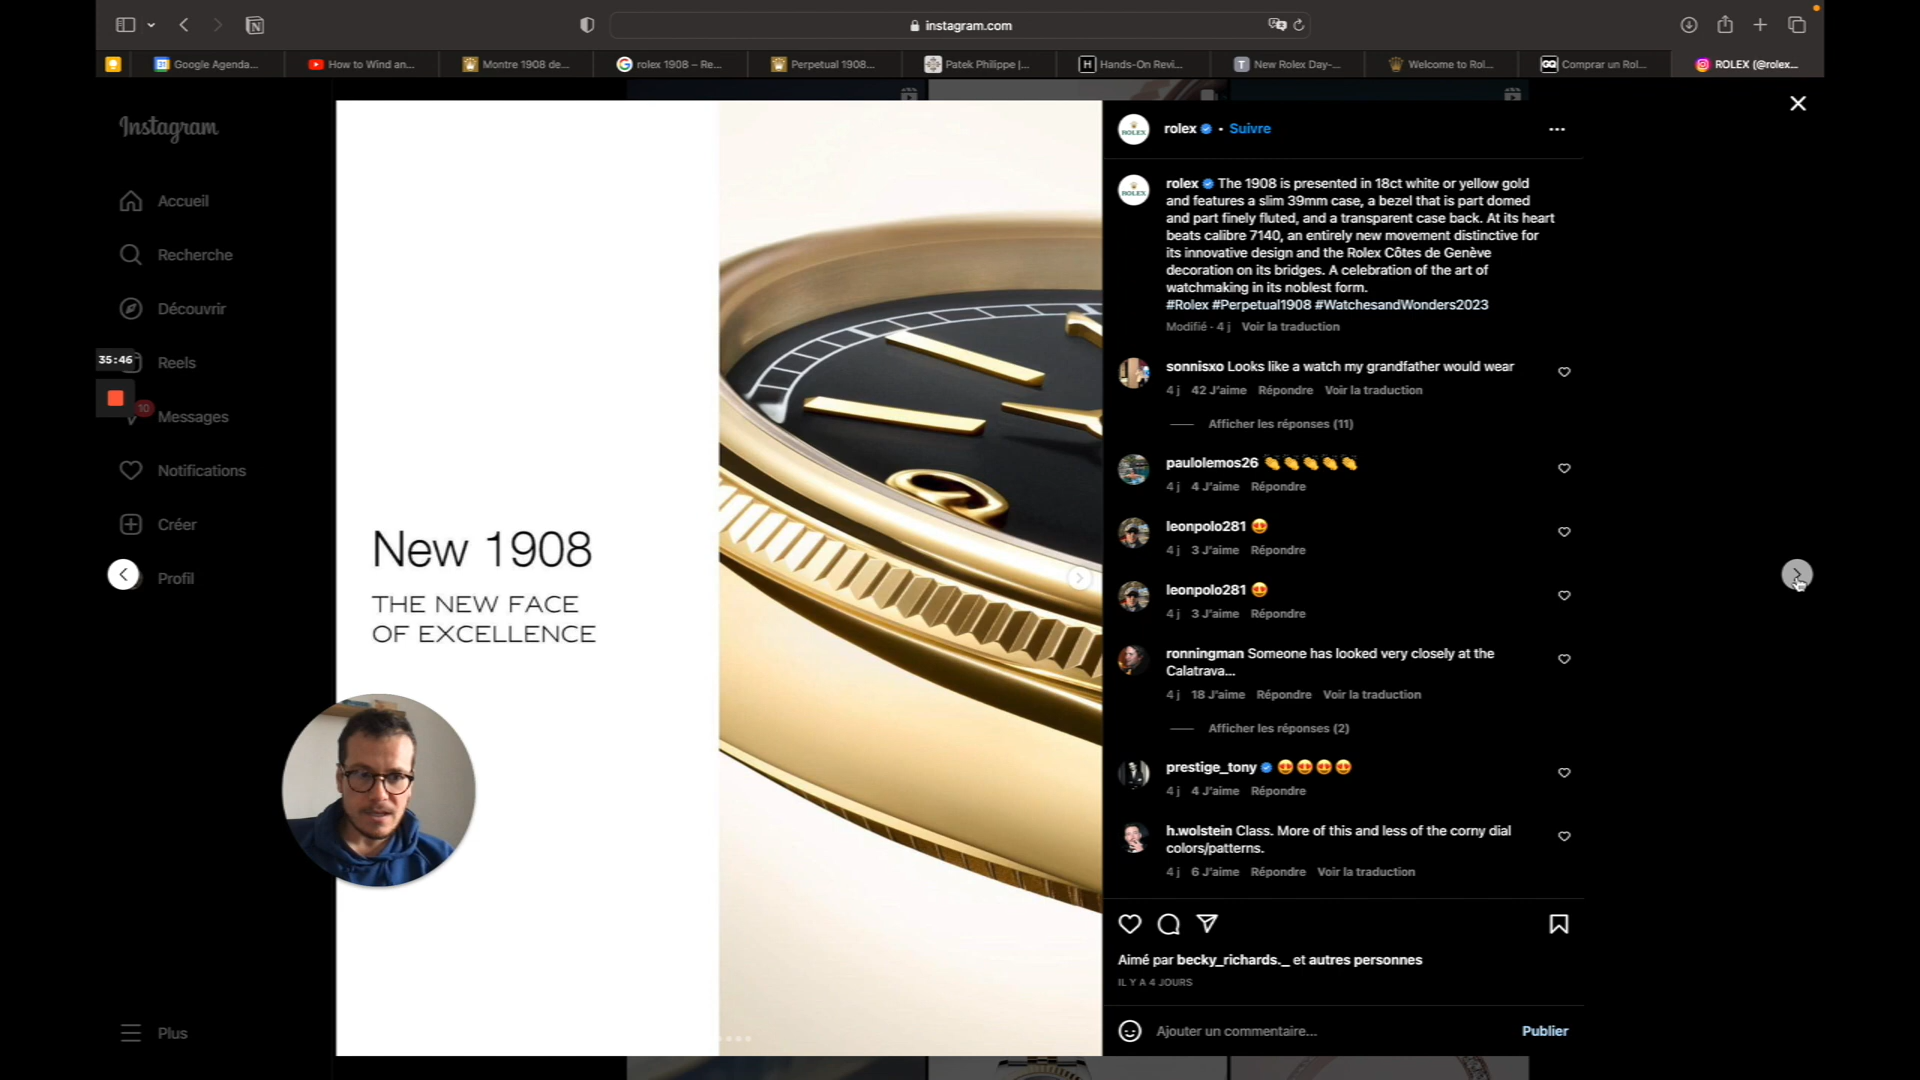 instagram.com
Google Agenda...
How to Wind an...
Montre 1908 de...
rolex 1908 – Re...
Perpetual 1908...
Patek Philippe |...
Hands-On Revi...
New Rolex Day-...
Welcome to Rol...
GQ
Comprar un Rol...
ROLEX (@rolex...
Instagram
Accueil
Recherche
Découvrir
35:46
Reels
10
Messages
Notifications
Créer
Profil
Plus
New 1908
THE NEW FACE
OF EXCELLENCE
ROLEX
rolex • Suivre
ROLEX
rolex The 1908 is presented in 18ct white or yellow gold
and features a slim 39mm case, a bezel that is part domed
and part finely fluted, and a transparent case back. At its heart
beats calibre 7140, an entirely new movement distinctive for
its innovative design and the Rolex Côtes de Genève
decoration on its bridges. A celebration of the art of
watchmaking in its noblest form.
#Rolex #Perpetual1908 #WatchesandWonders2023
Modifié · 4 j Voir la traduction
sonnisxo Looks like a watch my grandfather would wear
4 j 42 J’aime Répondre Voir la traduction
Afficher les réponses (11)
paulolemos26 👏👏👏👏👏
4 j 4 J’aime Répondre
leonpolo281 😍
4 j 3 J’aime Répondre
leonpolo281 😍
4 j 3 J’aime Répondre
ronningman Someone has looked very closely at the
Calatrava...
4 j 18 J’aime Répondre Voir la traduction
Afficher les réponses (2)
prestige_tony 😍😍😍😍
4 j 4 J’aime Répondre
h.wolstein Class. More of this and less of the corny dial
colors/patterns.
4 j 6 J’aime Répondre Voir la traduction
Aimé par becky_richards._ et autres personnes
IL Y A 4 JOURS
Ajouter un commentaire...
Publier